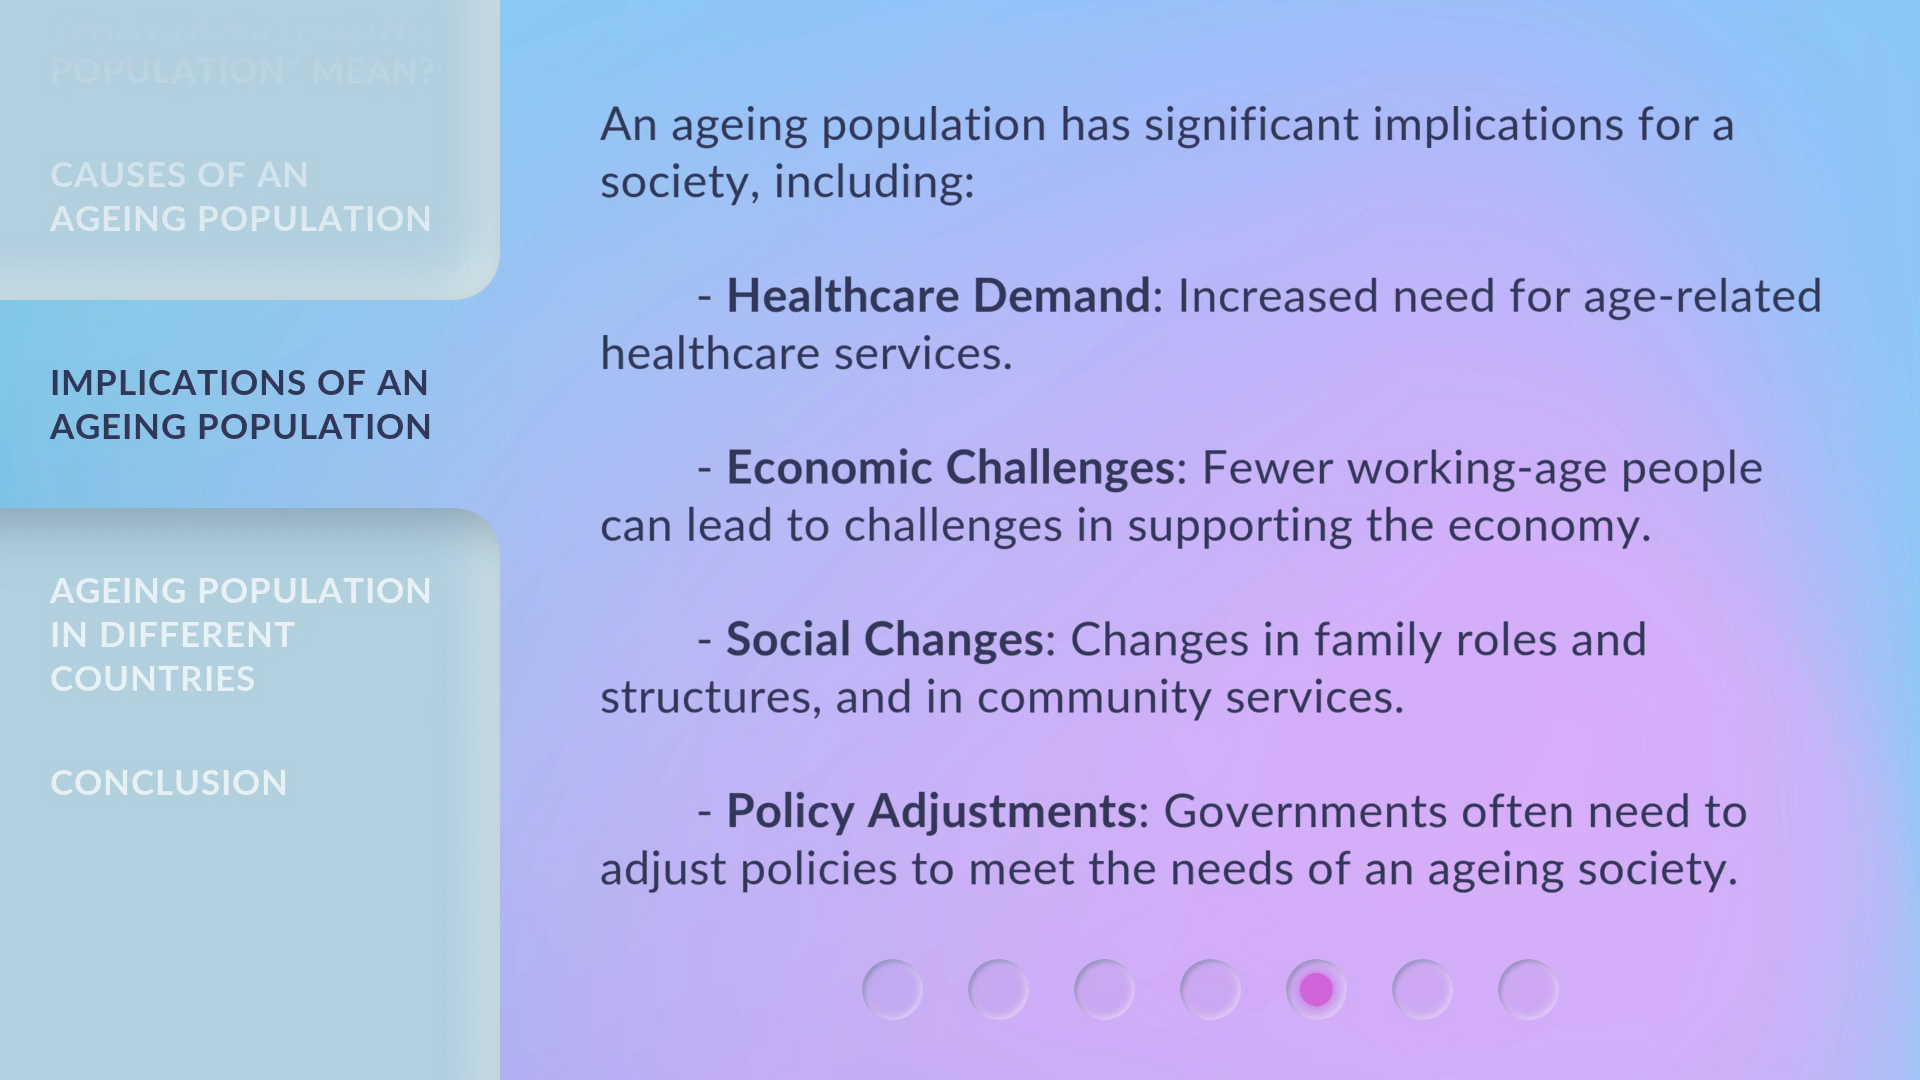 POPULATION” MEAN?
CAUSES OF AN
AGEING POPULATION
IMPLICATIONS OF AN
AGEING POPULATION
AGEING POPULATION
IN DIFFERENT
COUNTRIES
CONCLUSION
An ageing population has significant implications for a
society, including:
- Healthcare Demand: Increased need for age-related
healthcare services.
- Economic Challenges: Fewer working-age people
can lead to challenges in supporting the economy.
- Social Changes: Changes in family roles and
structures, and in community services.
- Policy Adjustments: Governments often need to
adjust policies to meet the needs of an ageing society.